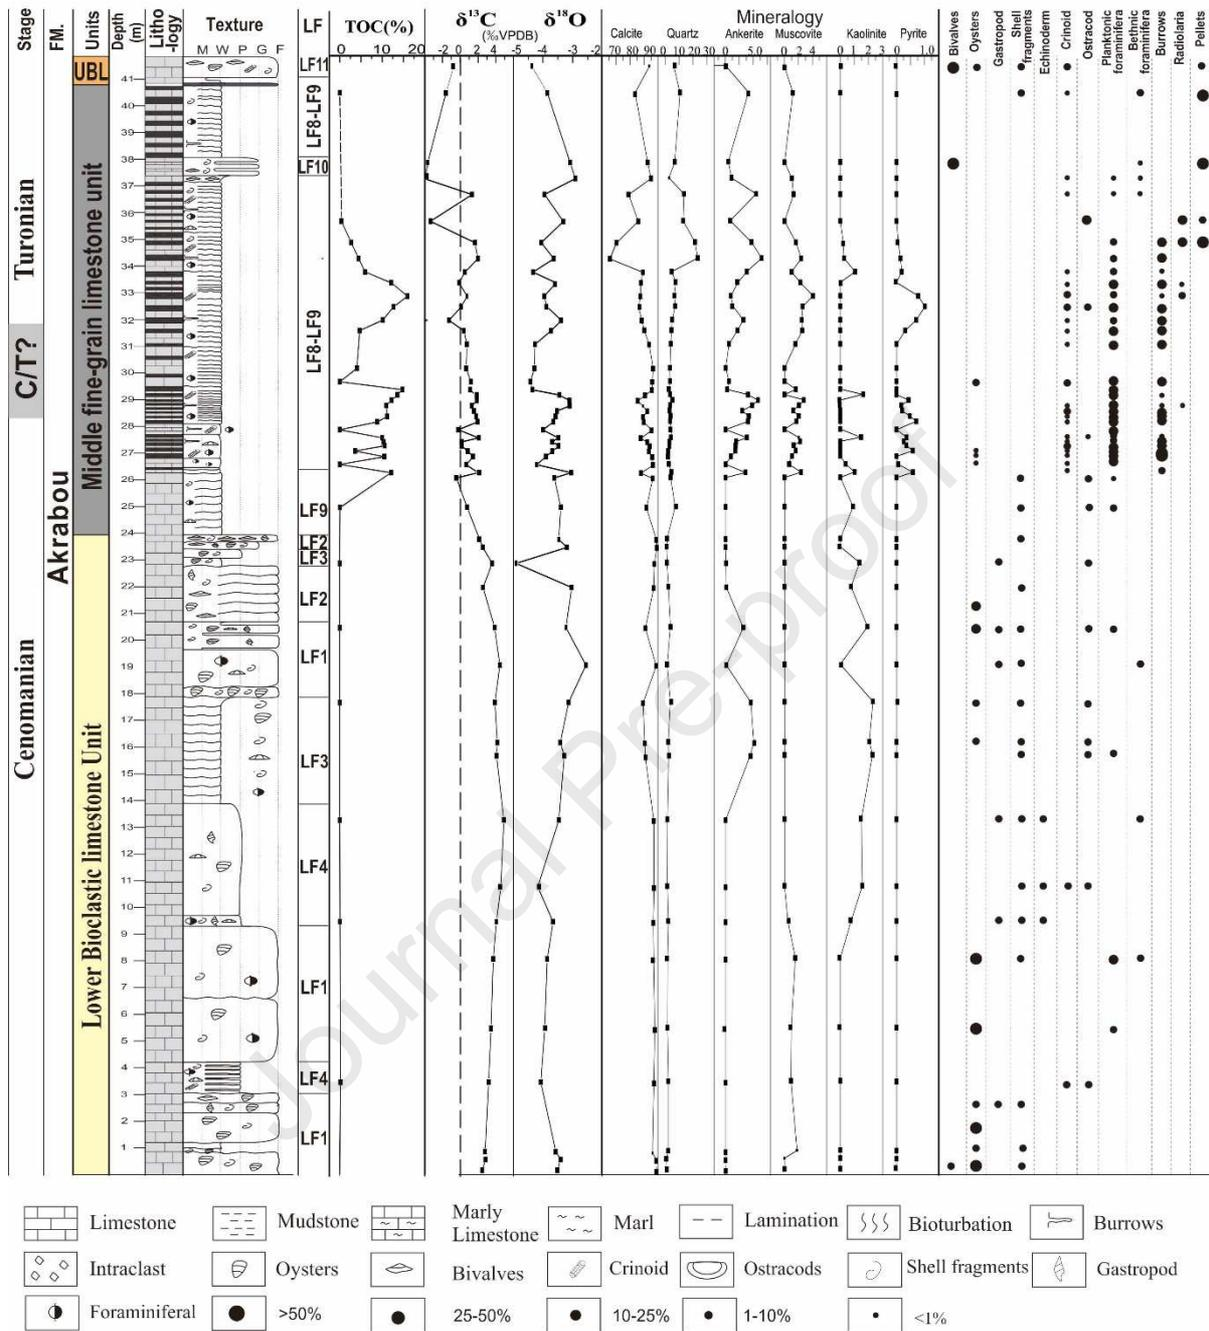 Stage
FM.
Units
Depth (m)
Litho-logy
Texture
M W P G F
LF
TOC(%)
0 10 20
δ¹³C
(‰VPDB)
-2 0 2 4
δ¹⁸O
-5 -4 -3 -2
Mineralogy
Calcite
70 80 90
Quartz
0 10 20 30
Ankerite
0 5.0
Muscovite
0 2 4
Kaolinite
0 1 2 3
Pyrite
0 1.0
Bivalves
Oysters
Gastropod
Shell fragments
Echinoderm
Crinoid
Ostracod
Planktonic foraminifera
Bethnic foraminifera
Burrows
Radiolaria
Pellets
Turonian
C/T?
Cenomanian
Akrabou
UBL
Middle fine-grain limestone unit
Lower Bioclastic limestone Unit
41
40
39
38
37
36
35
34
33
32
31
30
29
28
27
26
25
24
23
22
21
20
19
18
17
16
15
14
13
12
11
10
9
8
7
6
5
4
3
2
1
LF11
LF8-LF9
LF10
LF8-LF9
LF9
LF2
LF3
LF2
LF1
LF3
LF4
LF1
LF4
LF1
Journal Pre-proof
Limestone
Mudstone
Marly Limestone
Marl
Lamination
Bioturbation
Burrows
Intraclast
Oysters
Bivalves
Crinoid
Ostracods
Shell fragments
Gastropod
Foraminiferal
>50%
25-50%
10-25%
1-10%
<1%